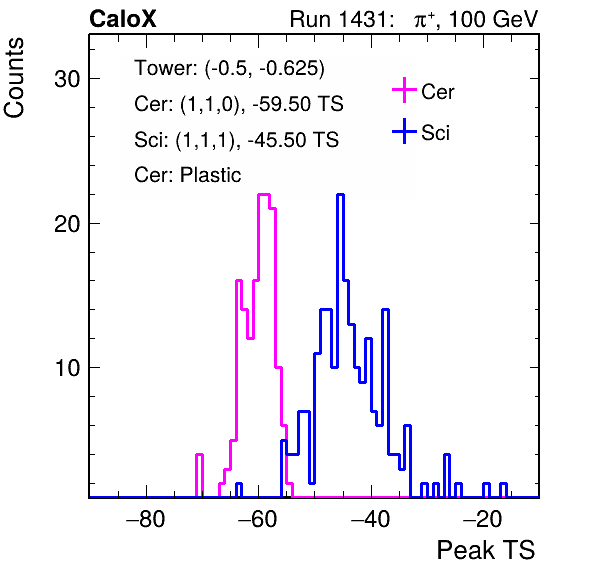 CaloX Run 1431: π⁺, 100 GeV
Counts
30
20
10
Tower: (-0.5, -0.625)
Cer: (1,1,0), -59.50 TS
Sci: (1,1,1), -45.50 TS
Cer: Plastic
Cer
Sci
−80 −60 −40 −20
Peak TS